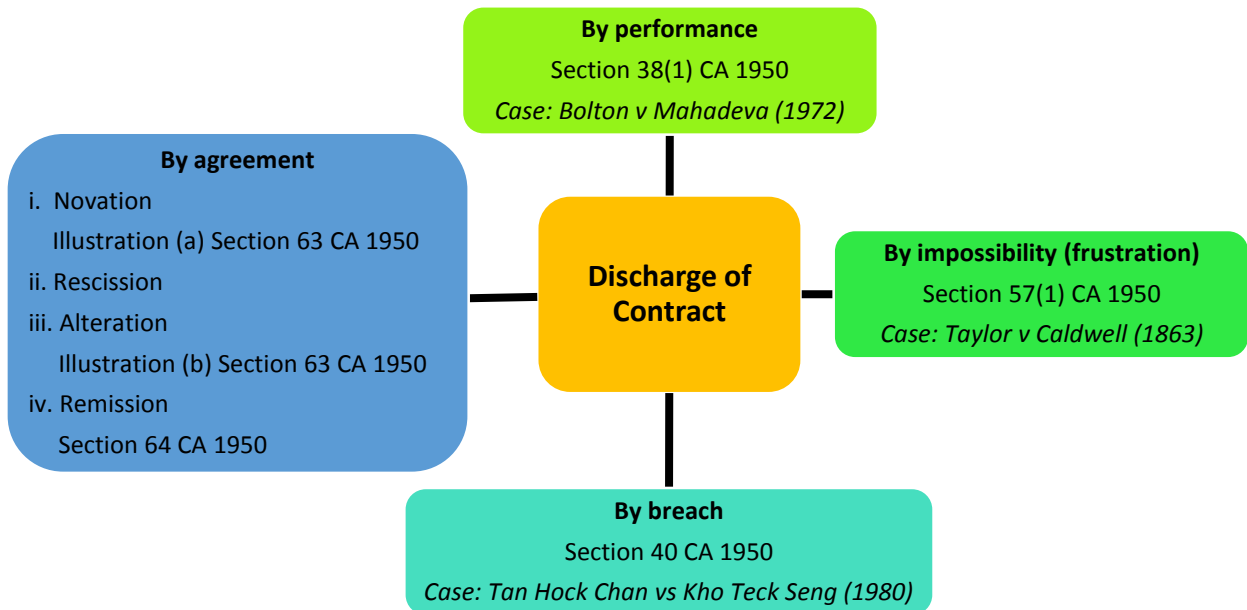 By performance
Section 38(1) CA 1950
Case: Bolton v Mahadeva (1972)
By agreement
i. Novation
Illustration (a) Section 63 CA 1950
ii. Rescission
iii. Alteration
Illustration (b) Section 63 CA 1950
iv. Remission
Section 64 CA 1950
Discharge of
Contract
By impossibility (frustration)
Section 57(1) CA 1950
Case: Taylor v Caldwell (1863)
By breach
Section 40 CA 1950
Case: Tan Hock Chan vs Kho Teck Seng (1980)